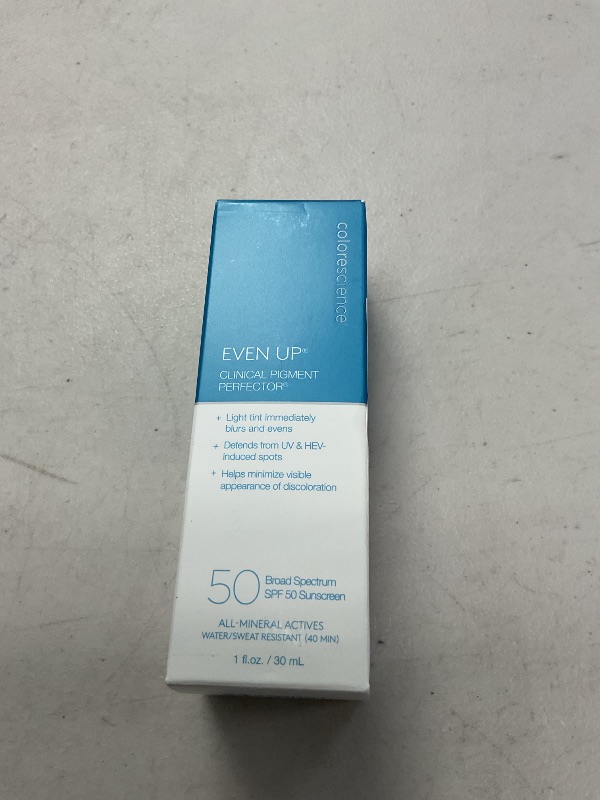 colorescience
EVEN UP®
CLINICAL PIGMENT
PERFECTOR®
+ Light tint immediately
blurs and evens
+ Defends from UV & HEV-
induced spots
+ Helps minimize visible
appearance of discoloration
50 Broad Spectrum
SPF 50 Sunscreen
ALL-MINERAL ACTIVES
WATER/SWEAT RESISTANT (40 MIN)
1 fl.oz. / 30 mL